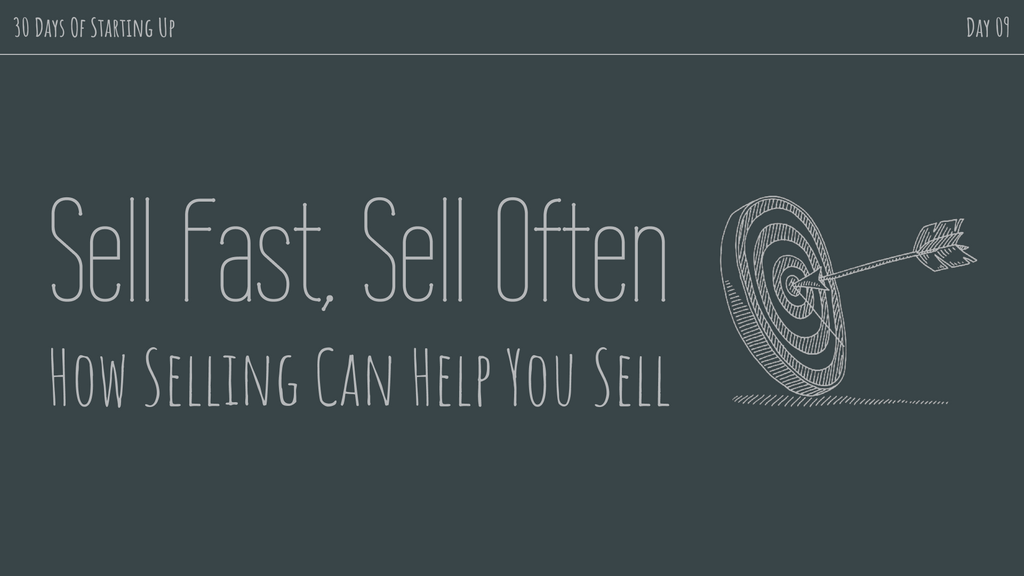 30 Days Of Starting Up
Day 09
Sell Fast, Sell Often
How Selling Can Help You Sell